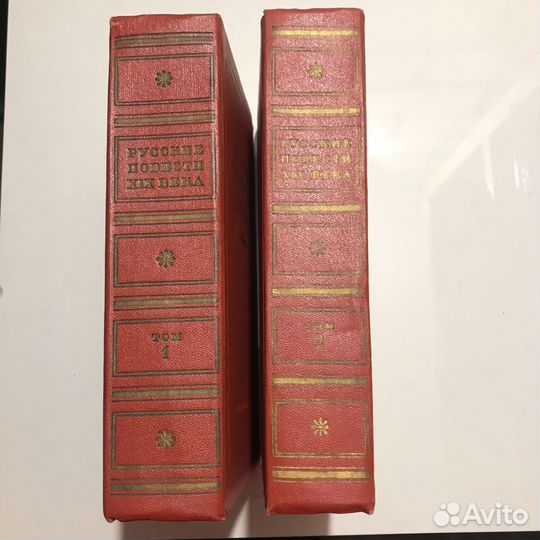 РУССКИЕ
ПОВЕСТИ
XIX ВЕКА
ТОМ
1
РУССКИЕ
ПОВЕСТИ
XIX ВЕКА
ТОМ
2
Avito